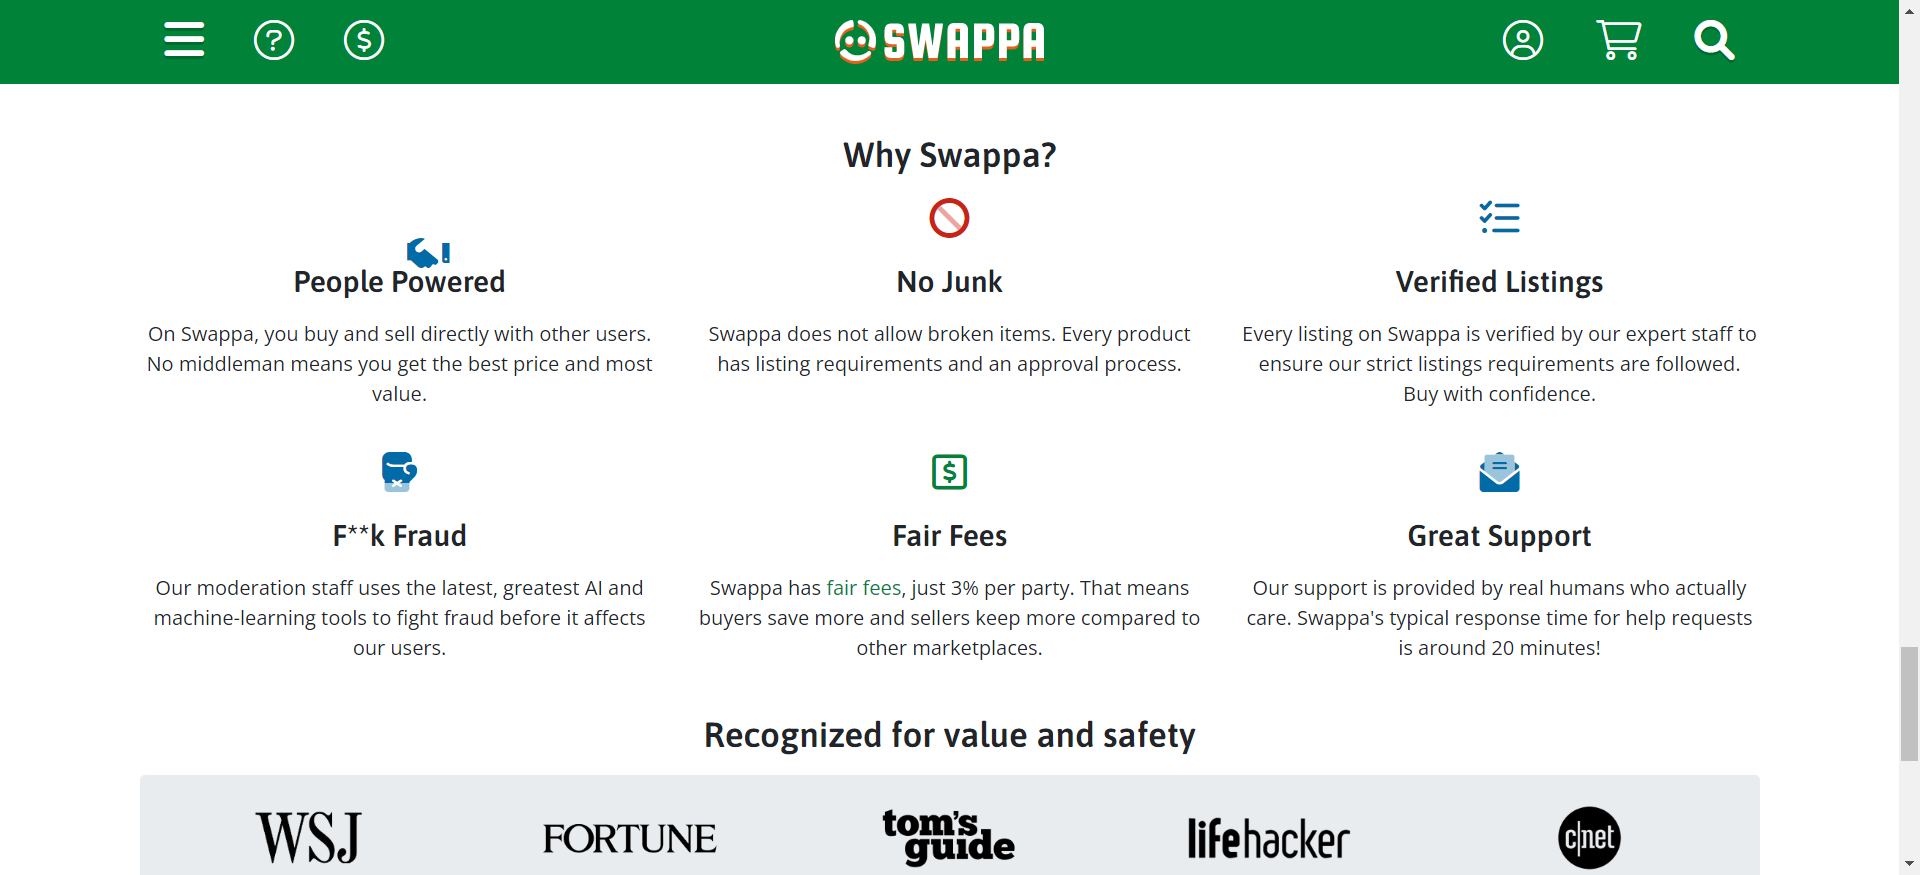 SWAPPA
Why Swappa?
People Powered
On Swappa, you buy and sell directly with other users.
No middleman means you get the best price and most
value.
No Junk
Swappa does not allow broken items. Every product
has listing requirements and an approval process.
Verified Listings
Every listing on Swappa is verified by our expert staff to
ensure our strict listings requirements are followed.
Buy with confidence.
F**k Fraud
Our moderation staff uses the latest, greatest AI and
machine-learning tools to fight fraud before it affects
our users.
Fair Fees
Swappa has fair fees, just 3% per party. That means
buyers save more and sellers keep more compared to
other marketplaces.
Great Support
Our support is provided by real humans who actually
care. Swappa's typical response time for help requests
is around 20 minutes!
Recognized for value and safety
WSJ
FORTUNE
tom's
guide
lifehacker
c|net